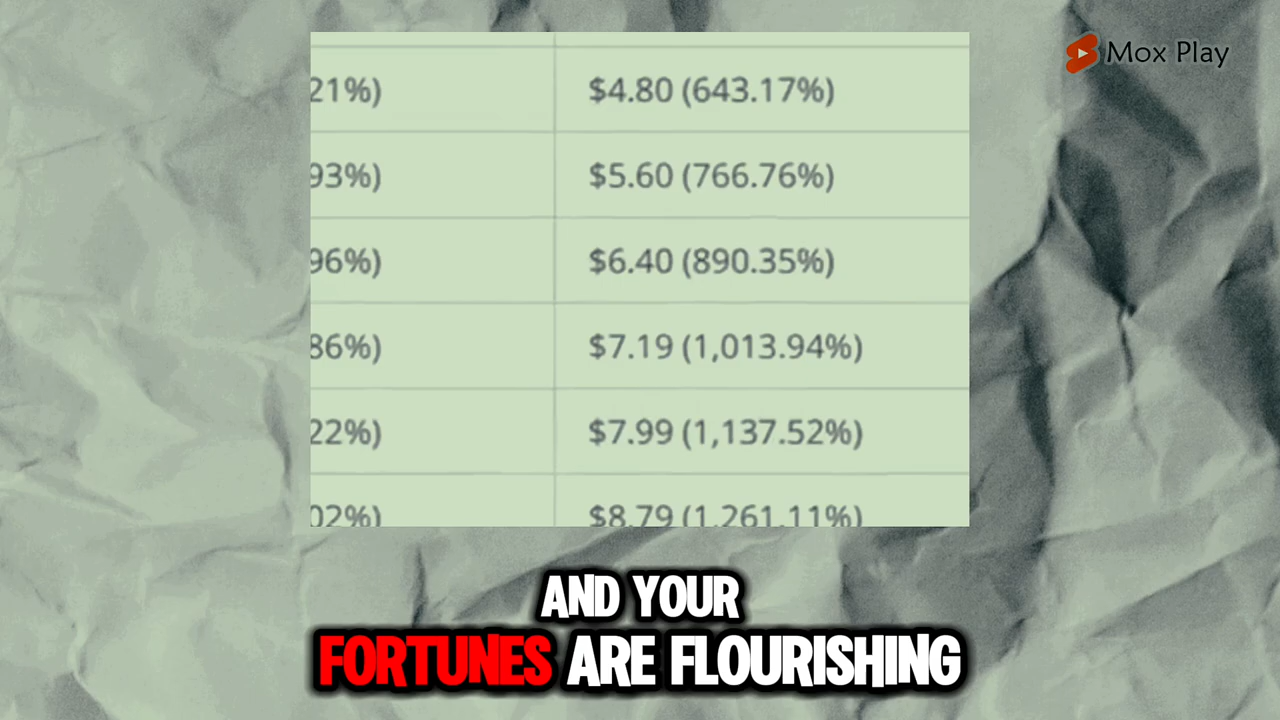 Mox Play
21%) $4.80 (643.17%)
93%) $5.60 (766.76%)
96%) $6.40 (890.35%)
86%) $7.19 (1,013.94%)
22%) $7.99 (1,137.52%)
02%) $8.79 (1,261.11%)
AND YOUR
FORTUNES ARE FLOURISHING